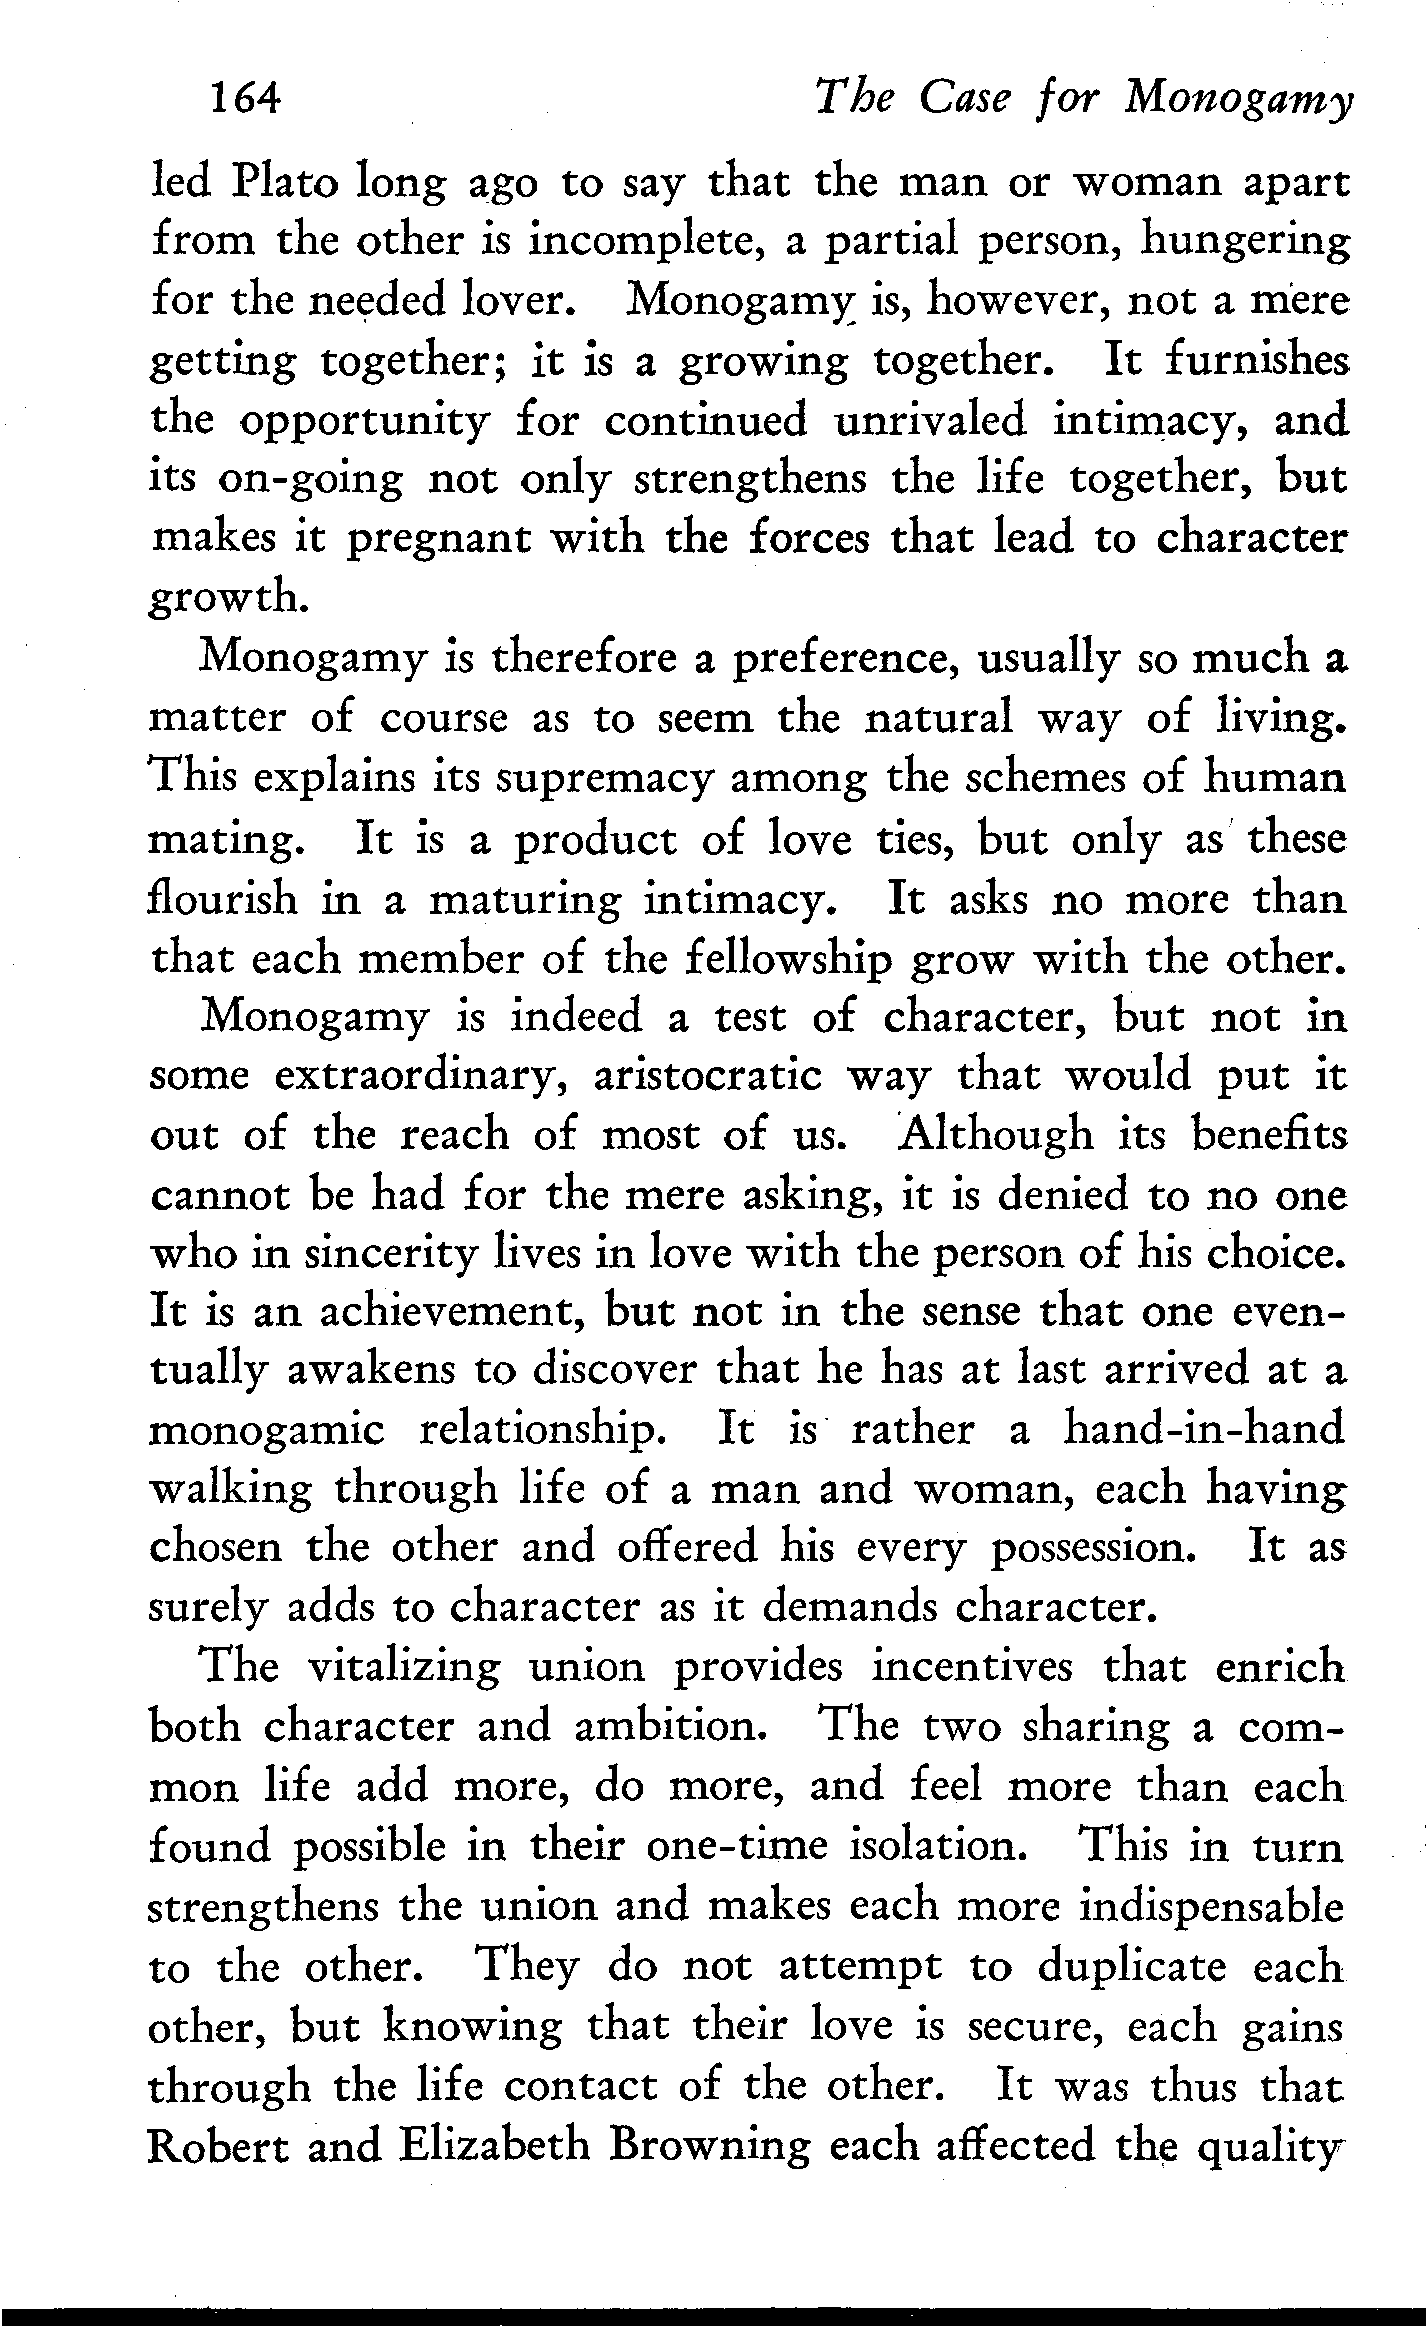 164 The Case for Monogamy
led Plato long ago to say that the man or woman apart
from the other is incomplete, a partial person, hungering
for the needed lover. Monogamy is, however, not a mere
getting together; it is a growing together. It furnishes
the opportunity for continued unrivaled intimacy, and
its on-going not only strengthens the life together, but
makes it pregnant with the forces that lead to character
growth.
Monogamy is therefore a preference, usually so much a
matter of course as to seem the natural way of living.
This explains its supremacy among the schemes of human
mating. It is a product of love ties, but only as these
flourish in a maturing intimacy. It asks no more than
that each member of the fellowship grow with the other.
Monogamy is indeed a test of character, but not in
some extraordinary, aristocratic way that would put it
out of the reach of most of us. Although its benefits
cannot be had for the mere asking, it is denied to no one
who in sincerity lives in love with the person of his choice.
It is an achievement, but not in the sense that one even-
tually awakens to discover that he has at last arrived at a
monogamic relationship. It is rather a hand-in-hand
walking through life of a man and woman, each having
chosen the other and offered his every possession. It as
surely adds to character as it demands character.
The vitalizing union provides incentives that enrich
both character and ambition. The two sharing a com-
mon life add more, do more, and feel more than each
found possible in their one-time isolation. This in turn
strengthens the union and makes each more indispensable
to the other. They do not attempt to duplicate each
other, but knowing that their love is secure, each gains
through the life contact of the other. It was thus that
Robert and Elizabeth Browning each affected the quality